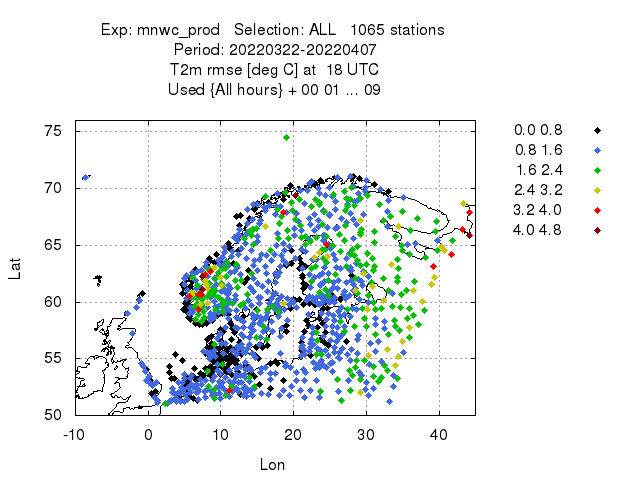 Exp: mnwc_prod   Selection: ALL   1065 stations
Period: 20220322-20220407
T2m rmse [deg C] at  18 UTC
Used {All hours} + 00 01 ... 09
75
70
65
60
55
50
Lat
-10 0 10 20 30 40
Lon
0.0 0.8
0.8 1.6
1.6 2.4
2.4 3.2
3.2 4.0
4.0 4.8